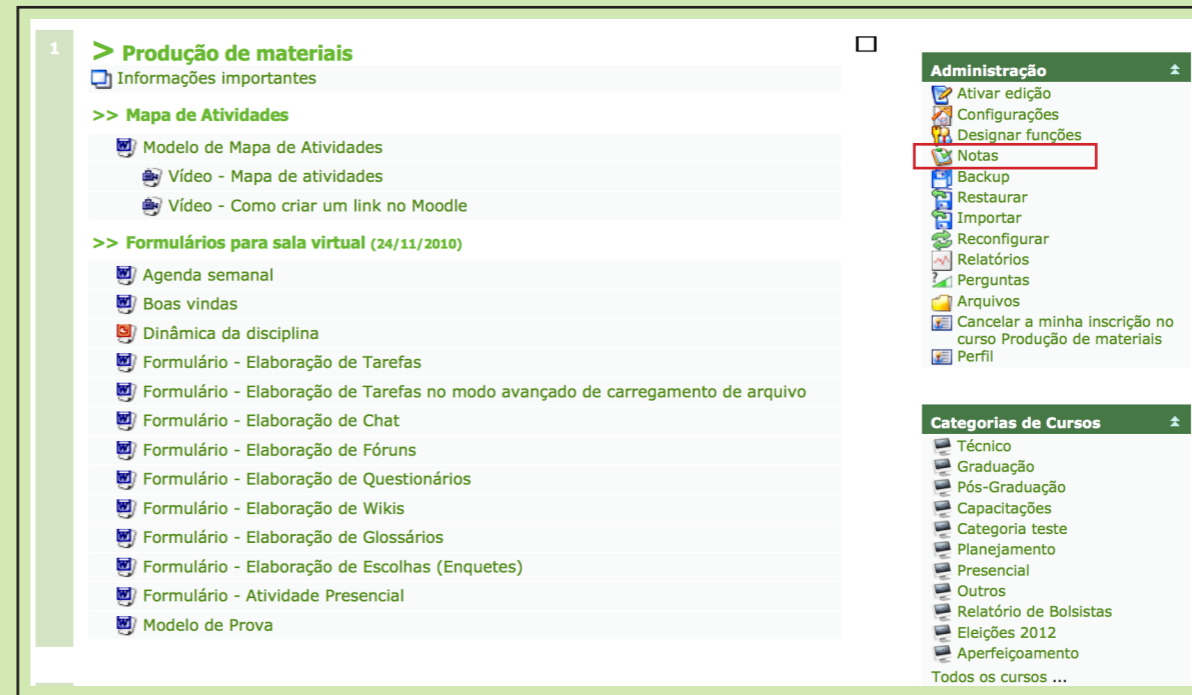 1
> Produção de materiais
Informações importantes
>> Mapa de Atividades
Modelo de Mapa de Atividades
Vídeo - Mapa de atividades
Vídeo - Como criar um link no Moodle
>> Formulários para sala virtual (24/11/2010)
Agenda semanal
Boas vindas
Dinâmica da disciplina
Formulário - Elaboração de Tarefas
Formulário - Elaboração de Tarefas no modo avançado de carregamento de arquivo
Formulário - Elaboração de Chat
Formulário - Elaboração de Fóruns
Formulário - Elaboração de Questionários
Formulário - Elaboração de Wikis
Formulário - Elaboração de Glossários
Formulário - Elaboração de Escolhas (Enquetes)
Formulário - Atividade Presencial
Modelo de Prova
Administração
Ativar edição
Configurações
Designar funções
Notas
Backup
Restaurar
Importar
Reconfigurar
Relatórios
Perguntas
Arquivos
Cancelar a minha inscrição no
curso Produção de materiais
Perfil
Categorias de Cursos
Técnico
Graduação
Pós-Graduação
Capacitações
Categoria teste
Planejamento
Presencial
Outros
Relatório de Bolsistas
Eleições 2012
Aperfeiçoamento
Todos os cursos ...